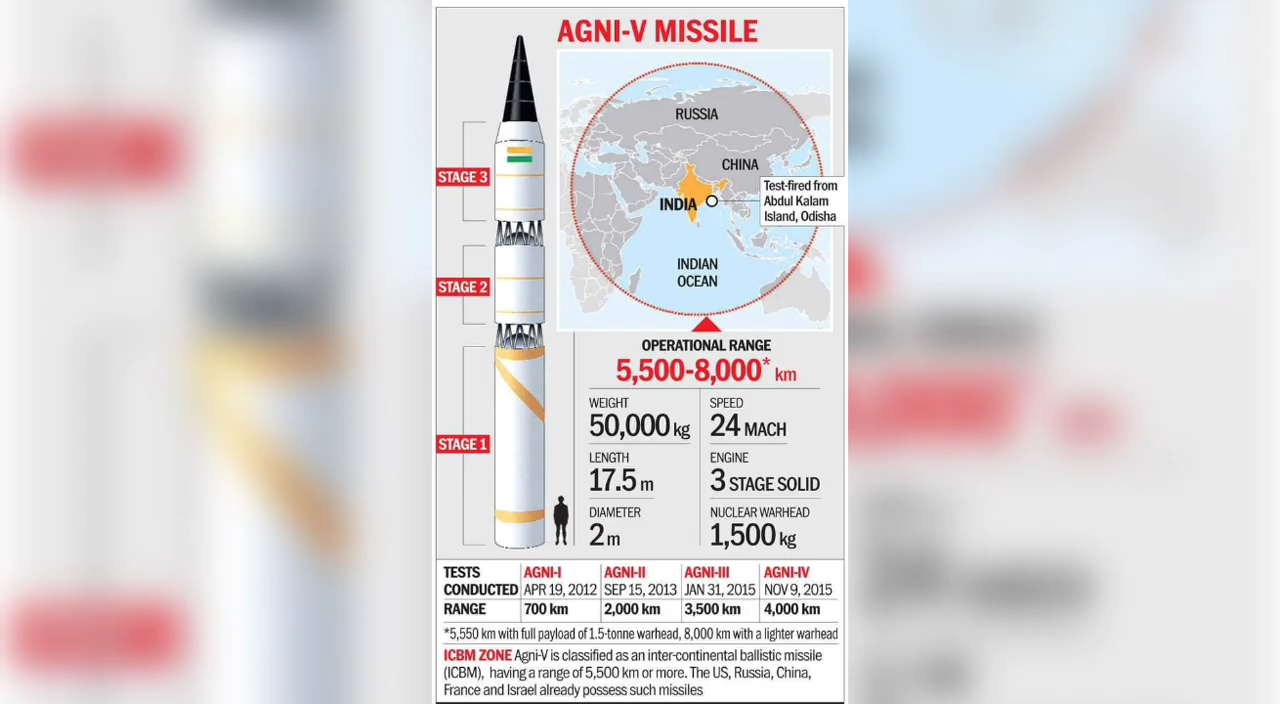 AGNI-V MISSILE
STAGE 3
STAGE 2
STAGE 1
RUSSIA
CHINA
INDIA
Test-fired from
Abdul Kalam
Island, Odisha
INDIAN
OCEAN
OPERATIONAL RANGE
5,500-8,000* km
WEIGHT
50,000 kg
SPEED
24 MACH
LENGTH
17.5 m
ENGINE
3 STAGE SOLID
DIAMETER
2 m
NUCLEAR WARHEAD
1,500 kg
TESTS AGNI-I AGNI-II AGNI-III AGNI-IV
CONDUCTED APR 19, 2012 SEP 15, 2013 JAN 31, 2015 NOV 9, 2015
RANGE 700 km 2,000 km 3,500 km 4,000 km
*5,550 km with full payload of 1.5-tonne warhead, 8,000 km with a lighter warhead
ICBM ZONE Agni-V is classified as an inter-continental ballistic missile
(ICBM), having a range of 5,500 km or more. The US, Russia, China,
France and Israel already possess such missiles